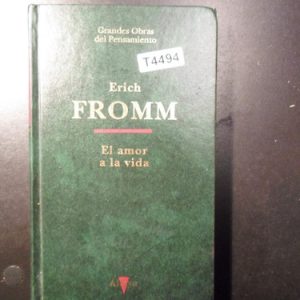 Grandes Obras
del Pensamiento
T4494
Erich
FROMM
El amor
a la vida